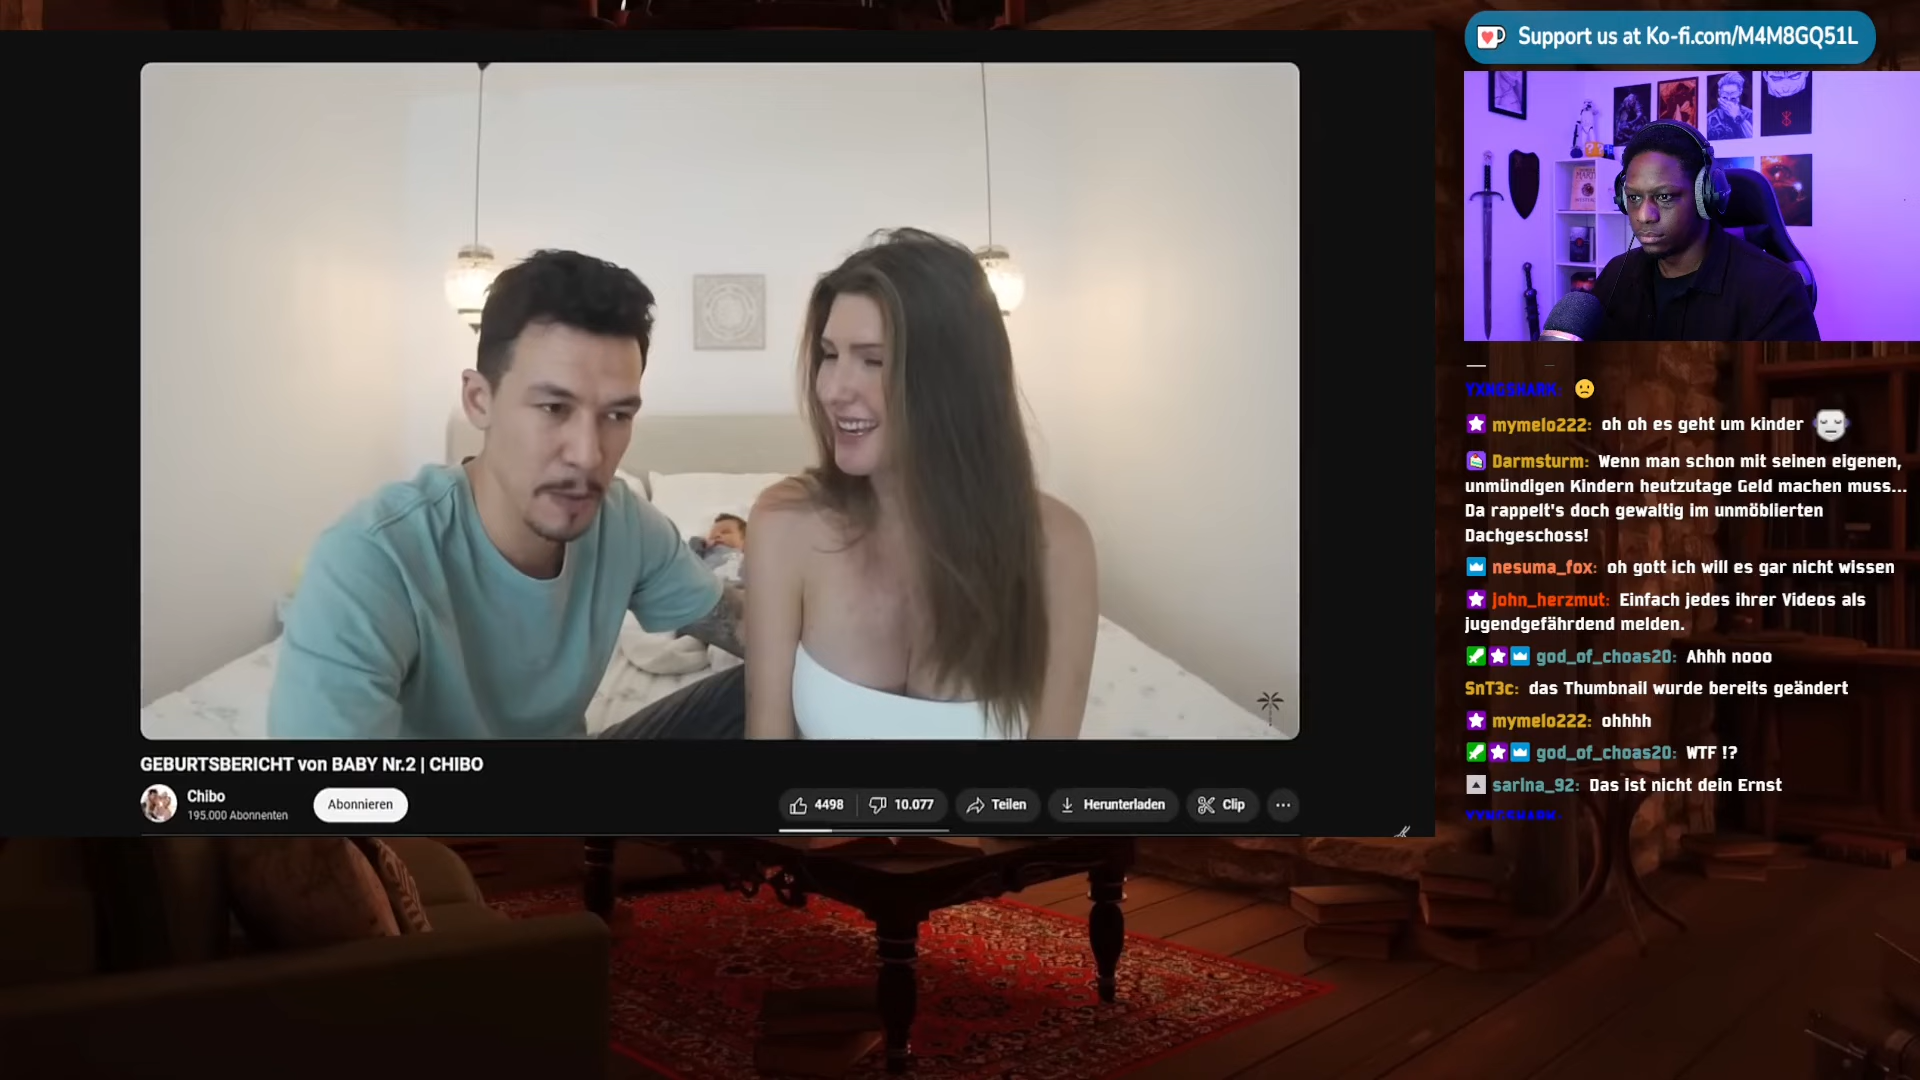 Support us at Ko-fi.com/M4M8GQ51L
YXNGSHARK:
mymelo222: oh oh es geht um kinder
Darmsturm: Wenn man schon mit seinen eigenen,
unmündigen Kindern heutzutage Geld machen muss...
Da rappelt's doch gewaltig im unmöblierten
Dachgeschoss!
nesuma_fox: oh gott ich will es gar nicht wissen
john_herzmut: Einfach jedes ihrer Videos als
jugendgefährdend melden.
god_of_choas20: Ahhh nooo
SnT3c: das Thumbnail wurde bereits geändert
mymelo222: ohhhh
god_of_choas20: WTF !?
sarina_92: Das ist nicht dein Ernst
GEBURTSBERICHT von BABY Nr.2 | CHIBO
Chibo
195.000 Abonnenten
Abonnieren
4498
10.077
Teilen
Herunterladen
Clip